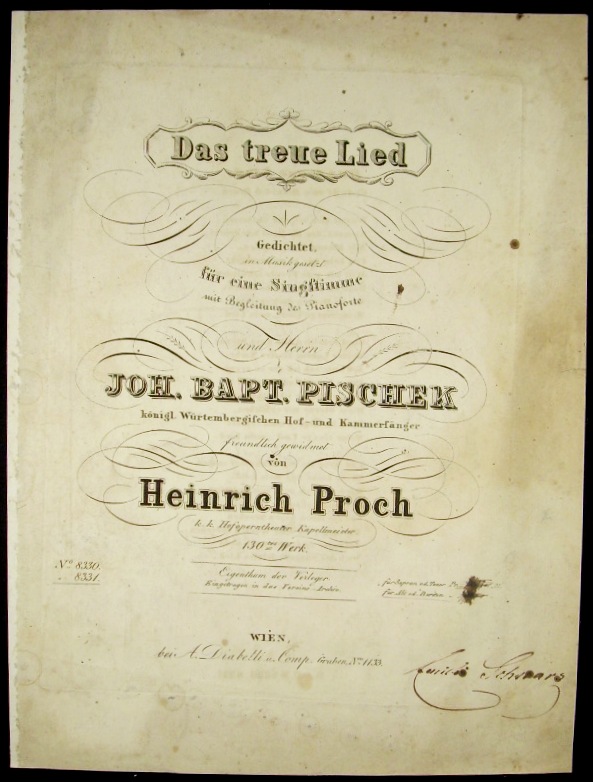 Das treue Lied
Gedichtet,
in Musik gesetzt
für eine Singstimme
mit Begleitung des Pianoforte
und Herrn
JOH. BAPT. PISCHEK
königl. Würtembergischen Hof- und Kammersänger
freundlich gewidmet
von
Heinrich Proch
k. k. Hofoperntheater Kapellmeister.
130tes Werk.
No. 8330.
8331.
Eigenthum der Verleger
Eingetragen in das Vereins Archiv.
für Sopran od. Tenor
für Alt od. Bariton
WIEN,
bei A. Diabelli u. Comp. Graben, No. 1133.